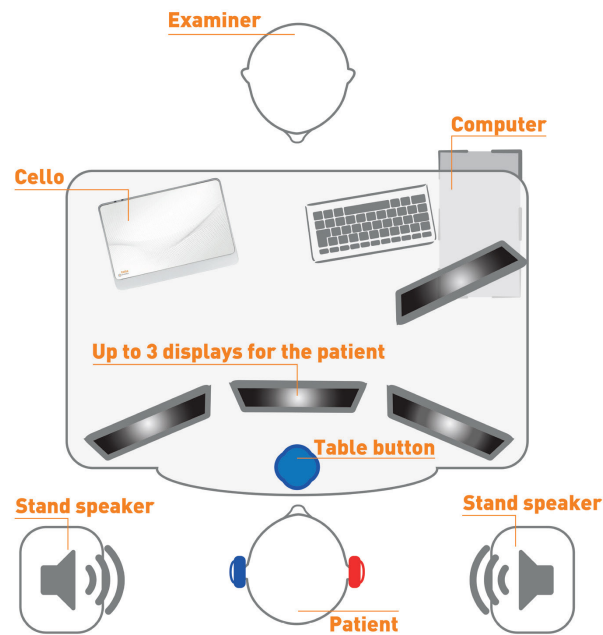 Examiner
Computer
Cello
Up to 3 displays for the patient
Table button
Stand speaker
Stand speaker
Patient